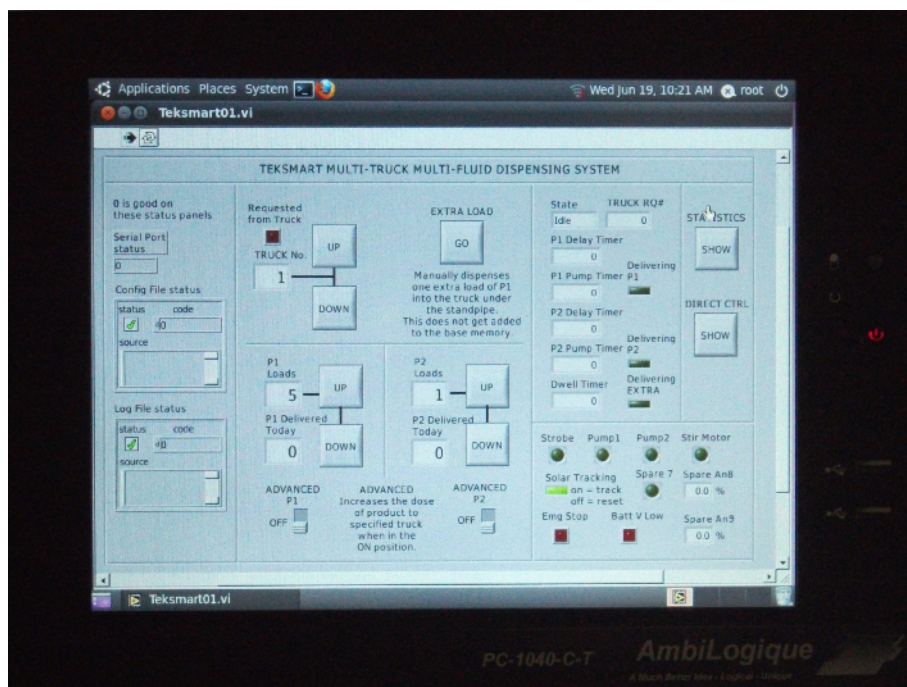 Applications Places System
Wed Jun 19, 10:21 AM root
Teksmart01.vi
TEKSMART MULTI-TRUCK MULTI-FLUID DISPENSING SYSTEM
0 is good on
these status panels
Serial Port
status
0
Config File status
status code
0
source
Log File status
status code
0
source
Requested
from Truck
TRUCK No.
1
UP
DOWN
EXTRA LOAD
GO
Manually dispenses
one extra load of P1
into the truck under
the standpipe.
This does not get added
to the base memory.
P1
Loads
5
UP
P1 Delivered
Today
0
DOWN
P2
Loads
1
UP
P2 Delivered
Today
0
DOWN
ADVANCED
P1
OFF
ADVANCED
Increases the dose
of product to
specified truck
when in the
ON position.
ADVANCED
P2
OFF
State TRUCK RQ#
Idle 0
P1 Delay Timer
0
P1 Pump Timer
0
Delivering
P1
P2 Delay Timer
0
P2 Pump Timer
0
Delivering
P2
Dwell Timer
0
Delivering
EXTRA
STATISTICS
SHOW
DIRECT CTRL
SHOW
Strobe Pump1 Pump2 Stir Motor
Solar Tracking
on = track
off = reset
Spare 7
Spare An8
0.0 %
Emg Stop Batt V Low
Spare An9
0.0 %
Teksmart01.vi
PC-1040-C-T
AmbiLogique
A Much Better Idea - Logical - Unique